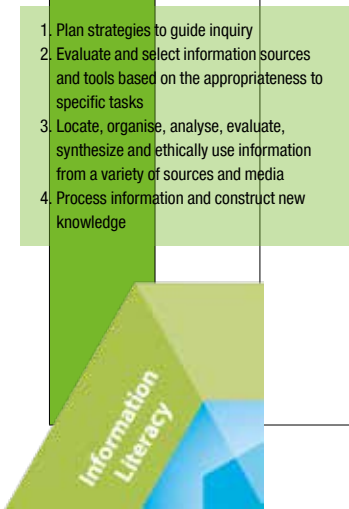 1. Plan strategies to guide inquiry
2. Evaluate and select information sources
and tools based on the appropriateness to
specific tasks
3. Locate, organise, analyse, evaluate,
synthesize and ethically use information
from a variety of sources and media
4. Process information and construct new
knowledge
Information
Literacy